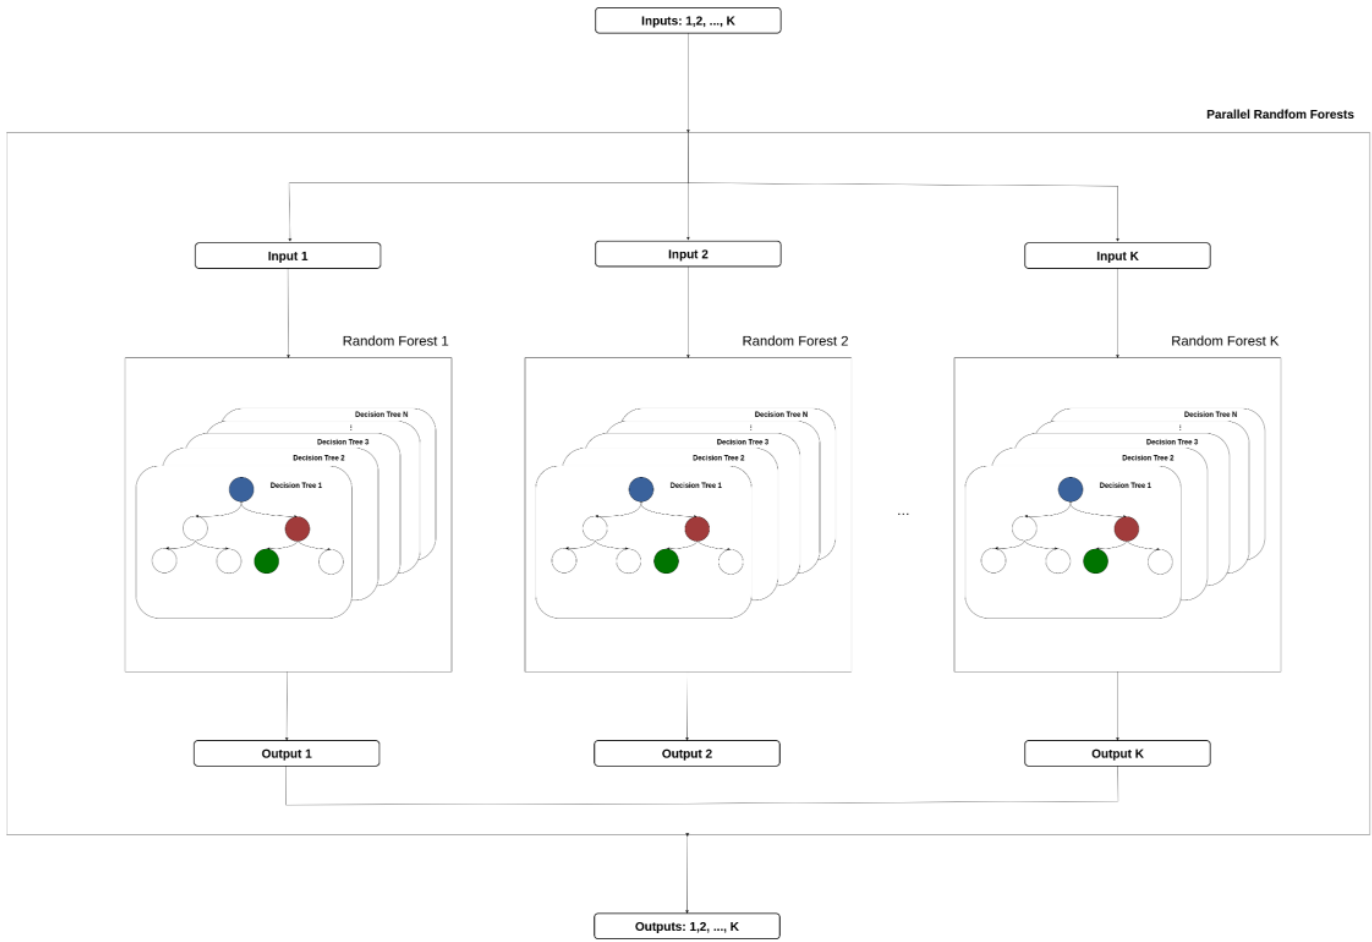 Inputs: 1,2, ..., K
Parallel Randfom Forests
Input 1
Input 2
Input K
Random Forest 1
Random Forest 2
Random Forest K
Decision Tree N
⋮
Decision Tree 3
Decision Tree 2
Decision Tree 1
Decision Tree N
⋮
Decision Tree 3
Decision Tree 2
Decision Tree 1
...
Decision Tree N
⋮
Decision Tree 3
Decision Tree 2
Decision Tree 1
Output 1
Output 2
Output K
Outputs: 1,2, ..., K